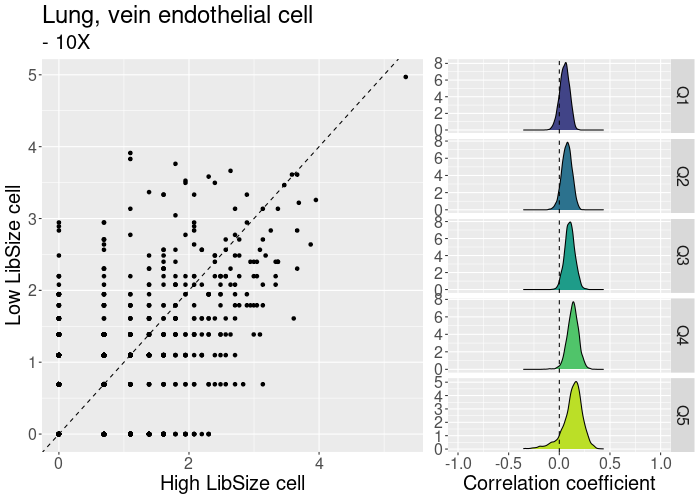 Lung, vein endothelial cell
- 10X
5
4
3
2
1
0
Low LibSize cell
0 2 4
High LibSize cell
8
6
4
2
0
Q1
8
6
4
2
0
Q2
8
6
4
2
0
Q3
8
6
4
2
0
Q4
5
4
3
2
1
0
Q5
-1.0 -0.5 0.0 0.5 1.0
Correlation coefficient